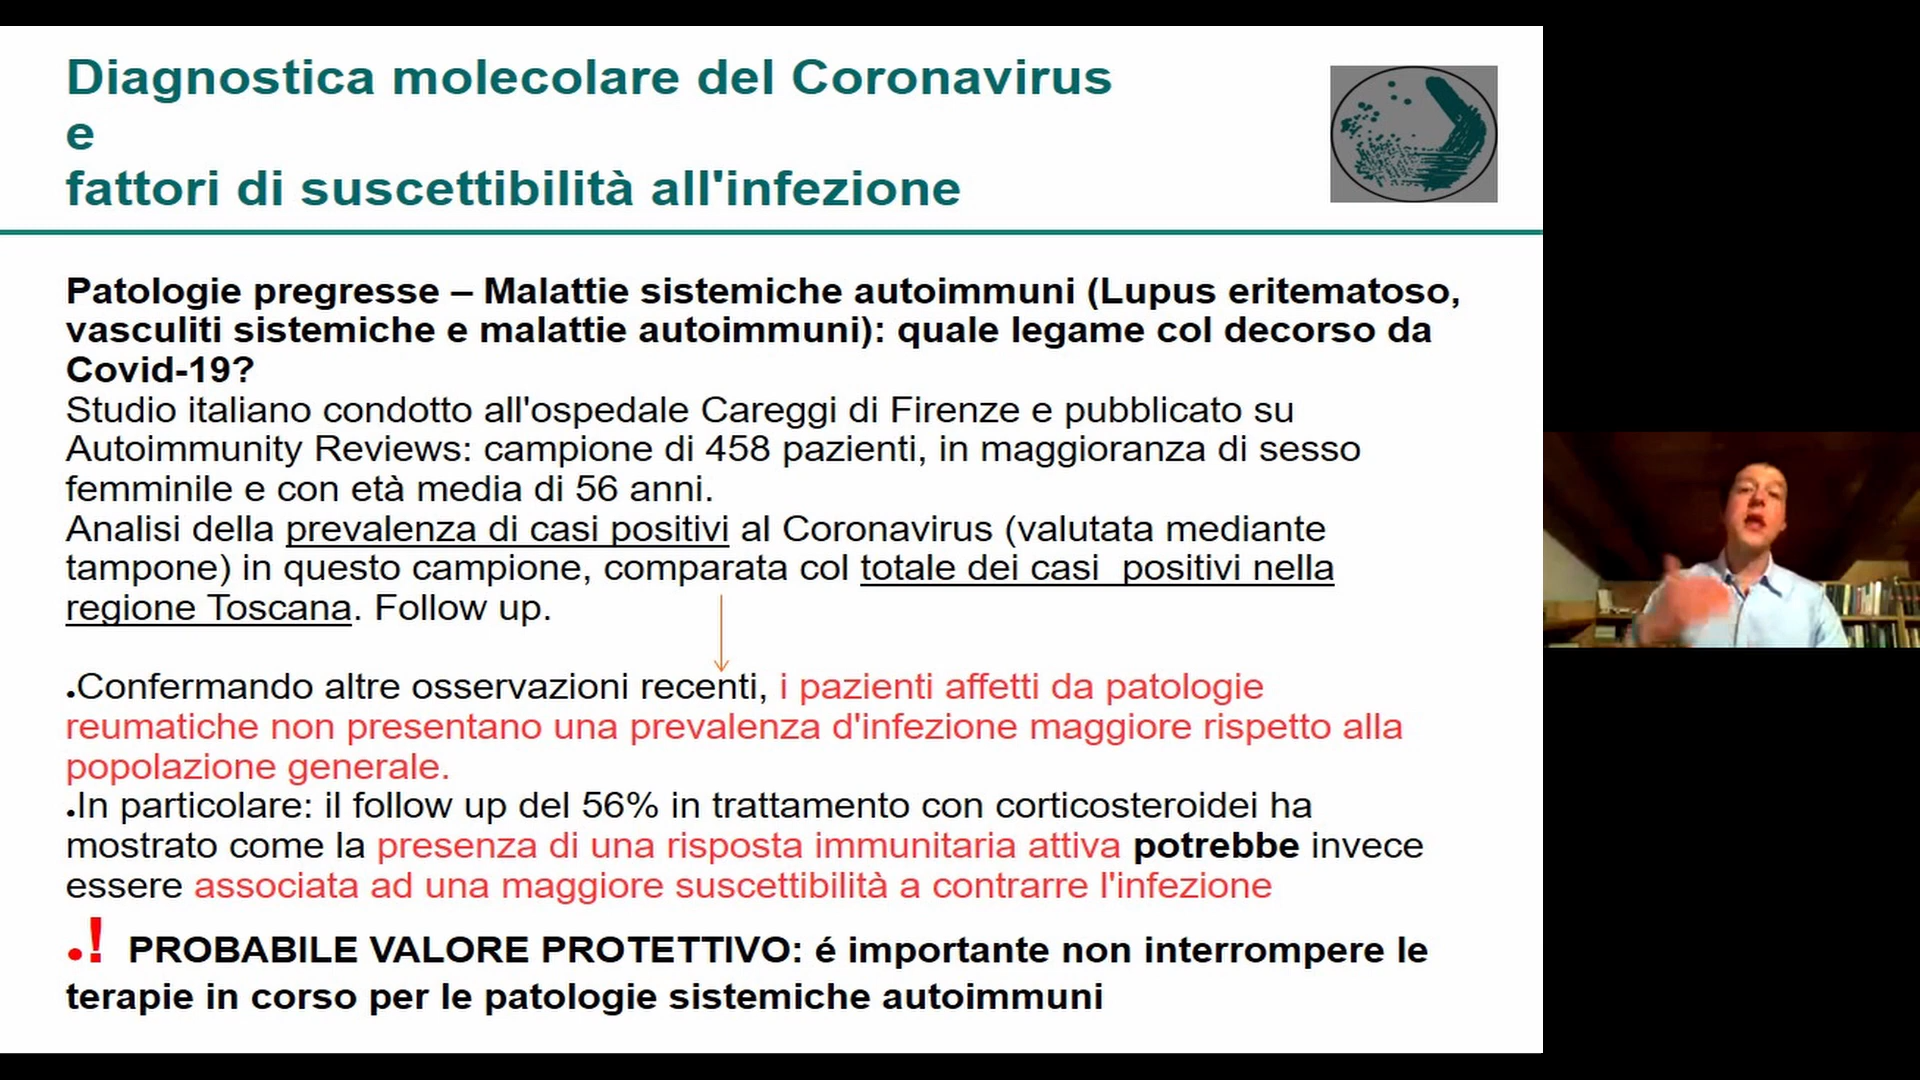 Diagnostica molecolare del Coronavirus
e
fattori di suscettibilità all'infezione
Patologie pregresse – Malattie sistemiche autoimmuni (Lupus eritematoso,
vasculiti sistemiche e malattie autoimmuni): quale legame col decorso da
Covid-19?
Studio italiano condotto all'ospedale Careggi di Firenze e pubblicato su
Autoimmunity Reviews: campione di 458 pazienti, in maggioranza di sesso
femminile e con età media di 56 anni.
Analisi della prevalenza di casi positivi al Coronavirus (valutata mediante
tampone) in questo campione, comparata col totale dei casi  positivi nella
regione Toscana. Follow up.
•Confermando altre osservazioni recenti, i pazienti affetti da patologie
reumatiche non presentano una prevalenza d'infezione maggiore rispetto alla
popolazione generale.
•In particolare: il follow up del 56% in trattamento con corticosteroidei ha
mostrato come la presenza di una risposta immunitaria attiva potrebbe invece
essere associata ad una maggiore suscettibilità a contrarre l'infezione
•! PROBABILE VALORE PROTETTIVO: é importante non interrompere le
terapie in corso per le patologie sistemiche autoimmuni